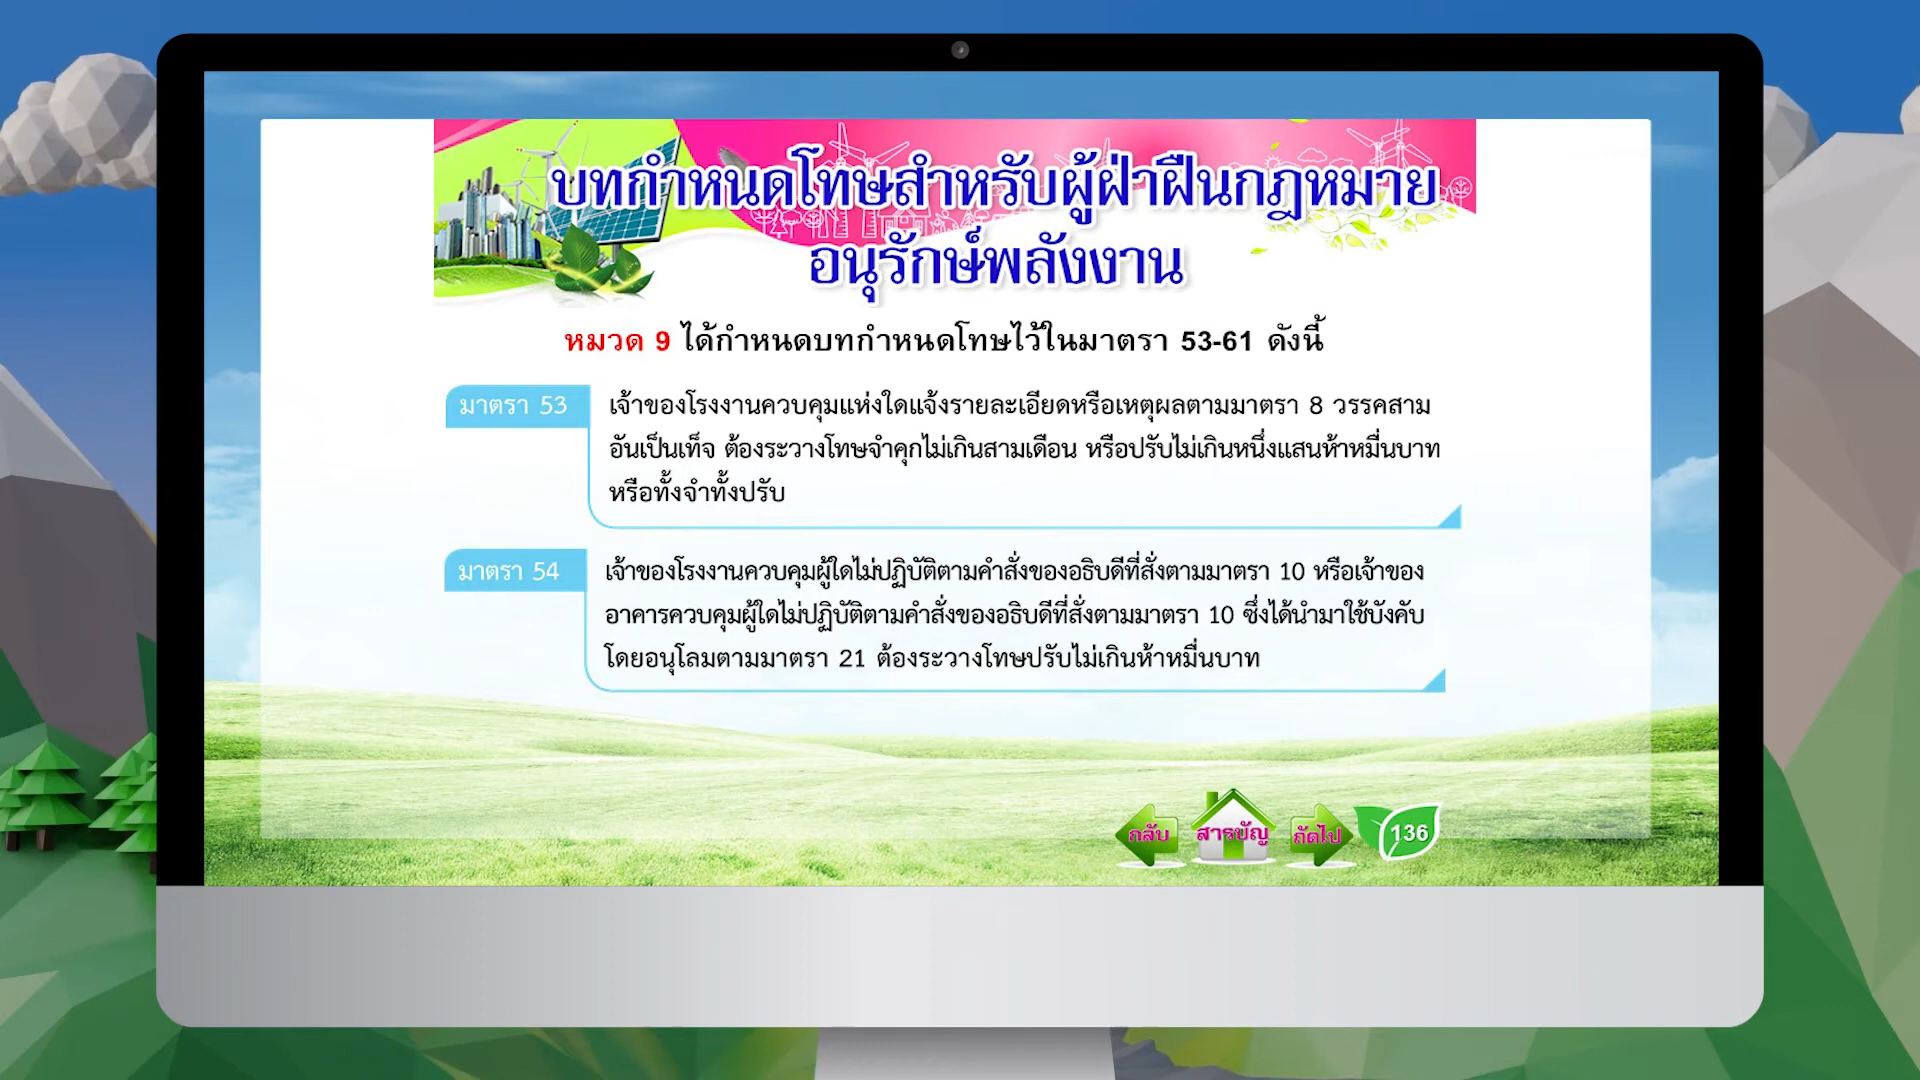 บทกำหนดโทษสำหรับผู้ฝ่าฝืนกฎหมาย
อนุรักษ์พลังงาน
หมวด 9 ได้กำหนดบทกำหนดโทษไว้ในมาตรา 53-61 ดังนี้
มาตรา 53
เจ้าของโรงงานควบคุมแห่งใดแจ้งรายละเอียดหรือเหตุผลตามมาตรา 8 วรรคสาม
อันเป็นเท็จ ต้องระวางโทษจำคุกไม่เกินสามเดือน หรือปรับไม่เกินหนึ่งแสนห้าหมื่นบาท
หรือทั้งจำทั้งปรับ
มาตรา 54
เจ้าของโรงงานควบคุมผู้ใดไม่ปฏิบัติตามคำสั่งของอธิบดีที่สั่งตามมาตรา 10 หรือเจ้าของ
อาคารควบคุมผู้ใดไม่ปฏิบัติตามคำสั่งของอธิบดีที่สั่งตามมาตรา 10 ซึ่งได้นำมาใช้บังคับ
โดยอนุโลมตามมาตรา 21 ต้องระวางโทษปรับไม่เกินห้าหมื่นบาท
กลับ
สารบัญ
ถัดไป
136